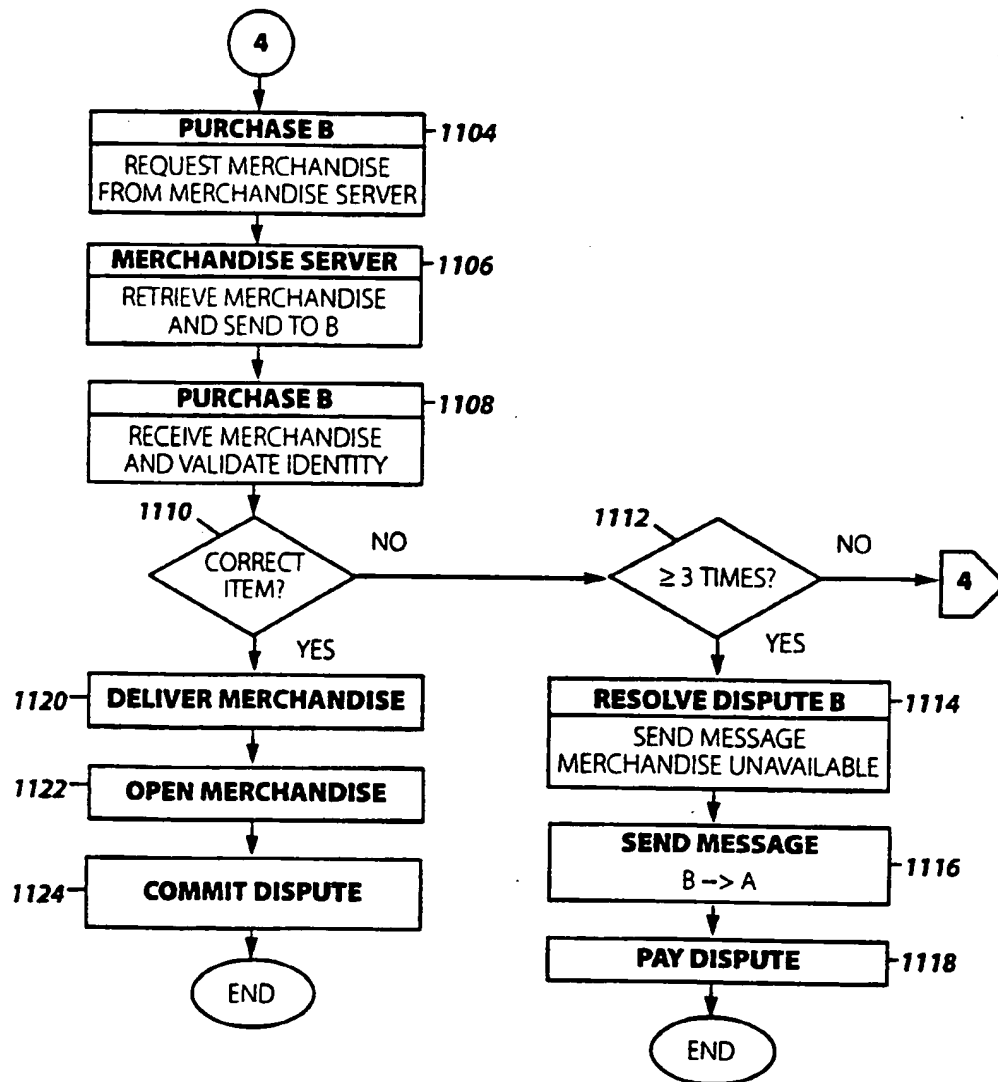 4
PURCHASE B
1104
REQUEST MERCHANDISE
FROM MERCHANDISE SERVER
MERCHANDISE SERVER
1106
RETRIEVE MERCHANDISE
AND SEND TO B
PURCHASE B
1108
RECEIVE MERCHANDISE
AND VALIDATE IDENTITY
1110
CORRECT
ITEM?
NO
YES
1112
≥ 3 TIMES?
NO
4
YES
1120
DELIVER MERCHANDISE
1122
OPEN MERCHANDISE
1124
COMMIT DISPUTE
END
RESOLVE DISPUTE B
1114
SEND MESSAGE
MERCHANDISE UNAVAILABLE
SEND MESSAGE
B --> A
1116
PAY DISPUTE
1118
END